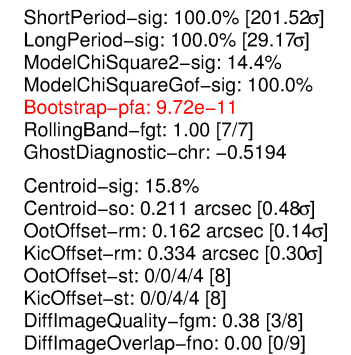 ShortPeriod−sig: 100.0% [201.52σ]
LongPeriod−sig: 100.0% [29.17σ]
ModelChiSquare2−sig: 14.4%
ModelChiSquareGof−sig: 100.0%
Bootstrap−pfa: 9.72e−11
RollingBand−fgt: 1.00 [7/7]
GhostDiagnostic−chr: −0.5194
Centroid−sig: 15.8%
Centroid−so: 0.211 arcsec [0.48σ]
OotOffset−rm: 0.162 arcsec [0.14σ]
KicOffset−rm: 0.334 arcsec [0.30σ]
OotOffset−st: 0/0/4/4 [8]
KicOffset−st: 0/0/4/4 [8]
DiffImageQuality−fgm: 0.38 [3/8]
DiffImageOverlap−fno: 0.00 [0/9]